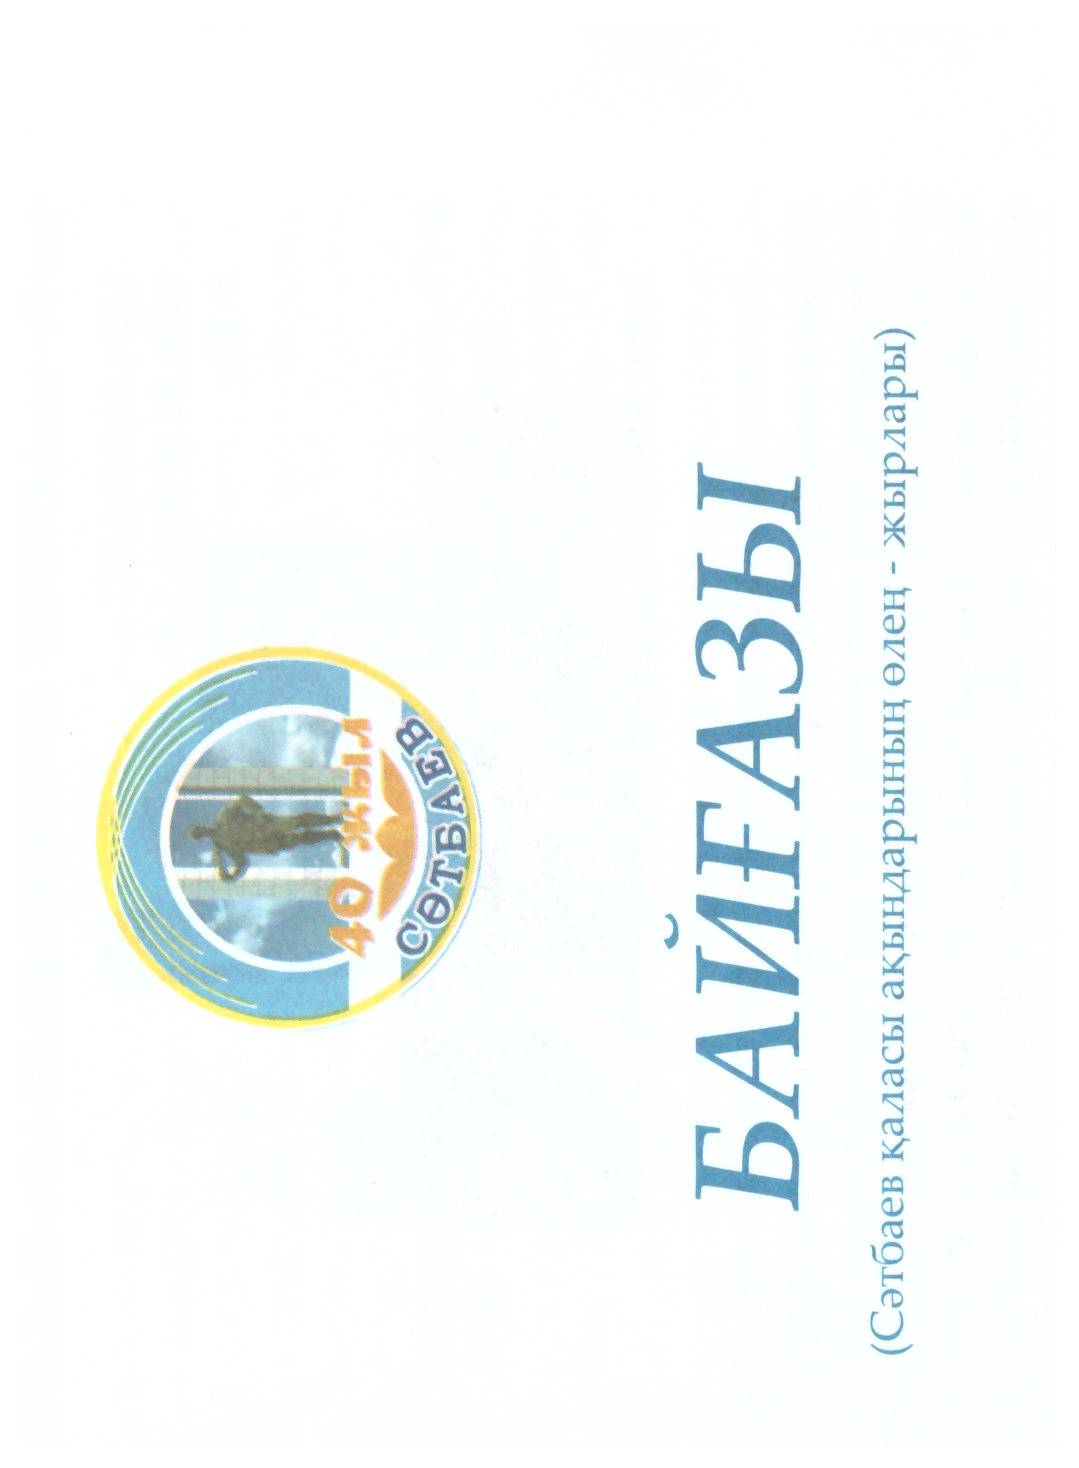 40 жыл
СӘТБАЕВ
БАЙҒАЗЫ
(Сәтбаев қаласы ақындарының өлең - жырлары)